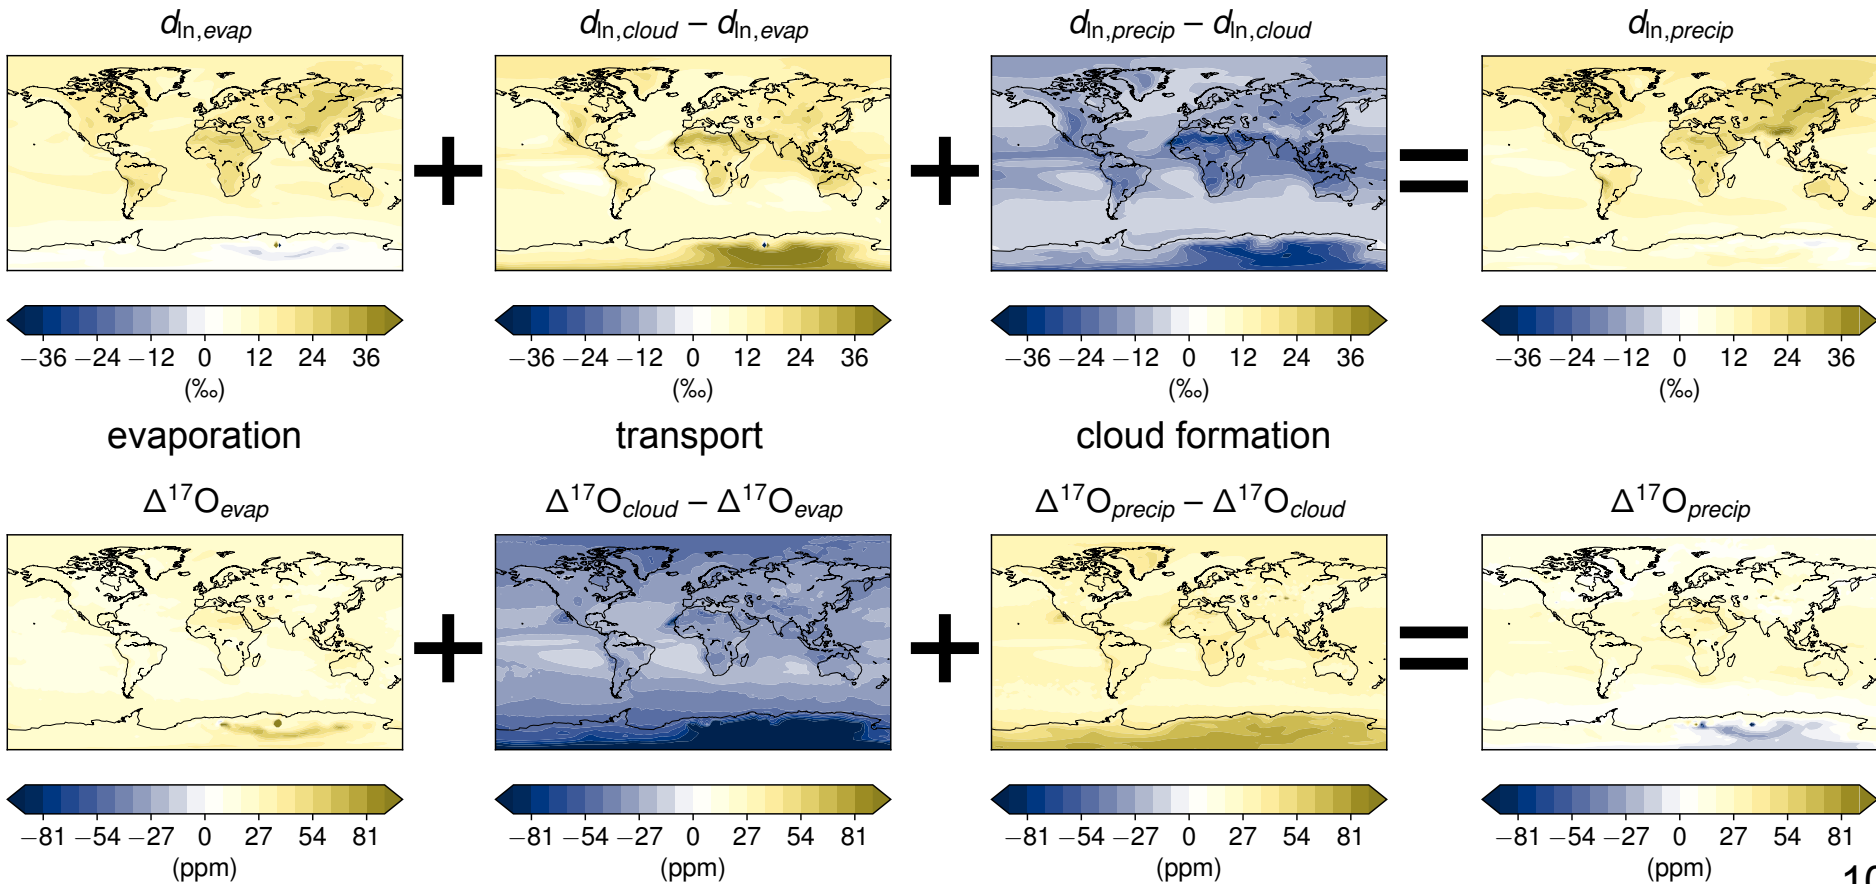 d_ln,evap d_ln,cloud – d_ln,evap d_ln,precip – d_ln,cloud d_ln,precip
+ + =
−36 −24 −12 0 12 24 36 −36 −24 −12 0 12 24 36 −36 −24 −12 0 12 24 36 −36 −24 −12 0 12 24 36
(‰) (‰) (‰) (‰)
evaporation transport cloud formation
Δ¹⁷O_evap Δ¹⁷O_cloud – Δ¹⁷O_evap Δ¹⁷O_precip – Δ¹⁷O_cloud Δ¹⁷O_precip
+ + =
−81 −54 −27 0 27 54 81 −81 −54 −27 0 27 54 81 −81 −54 −27 0 27 54 81 −81 −54 −27 0 27 54 81
(ppm) (ppm) (ppm) (ppm)